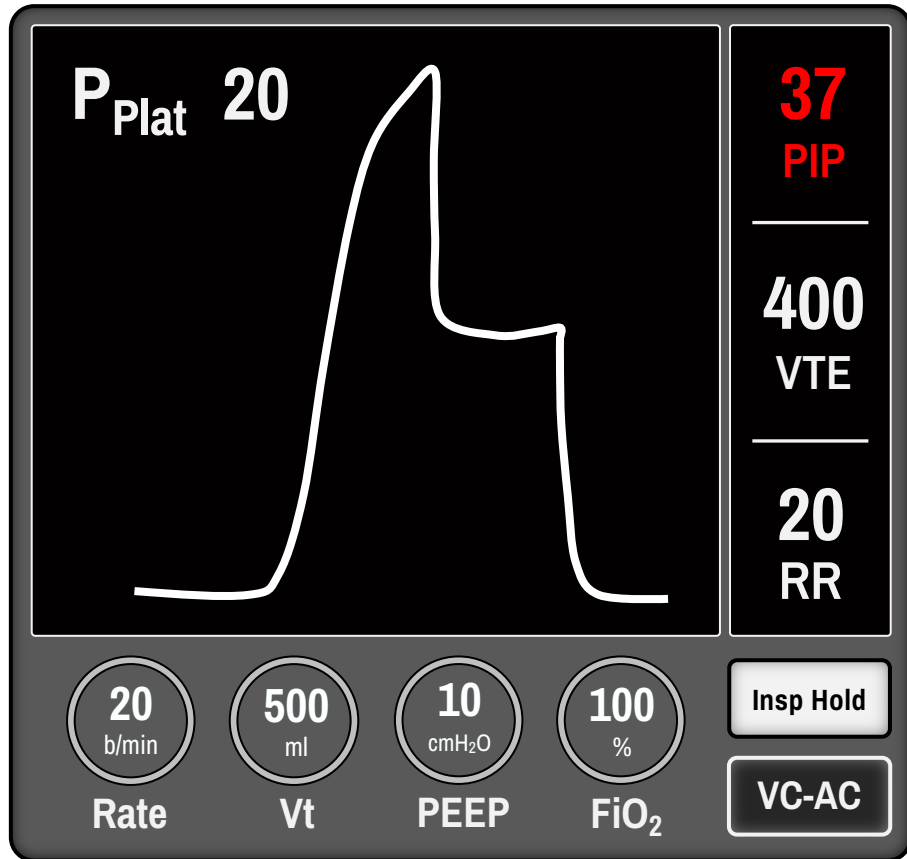 P Plat 20
37
PIP
400
VTE
20
RR
20
b/min
Rate
500
ml
Vt
10
cmH₂O
PEEP
100
%
FiO₂
Insp Hold
VC-AC